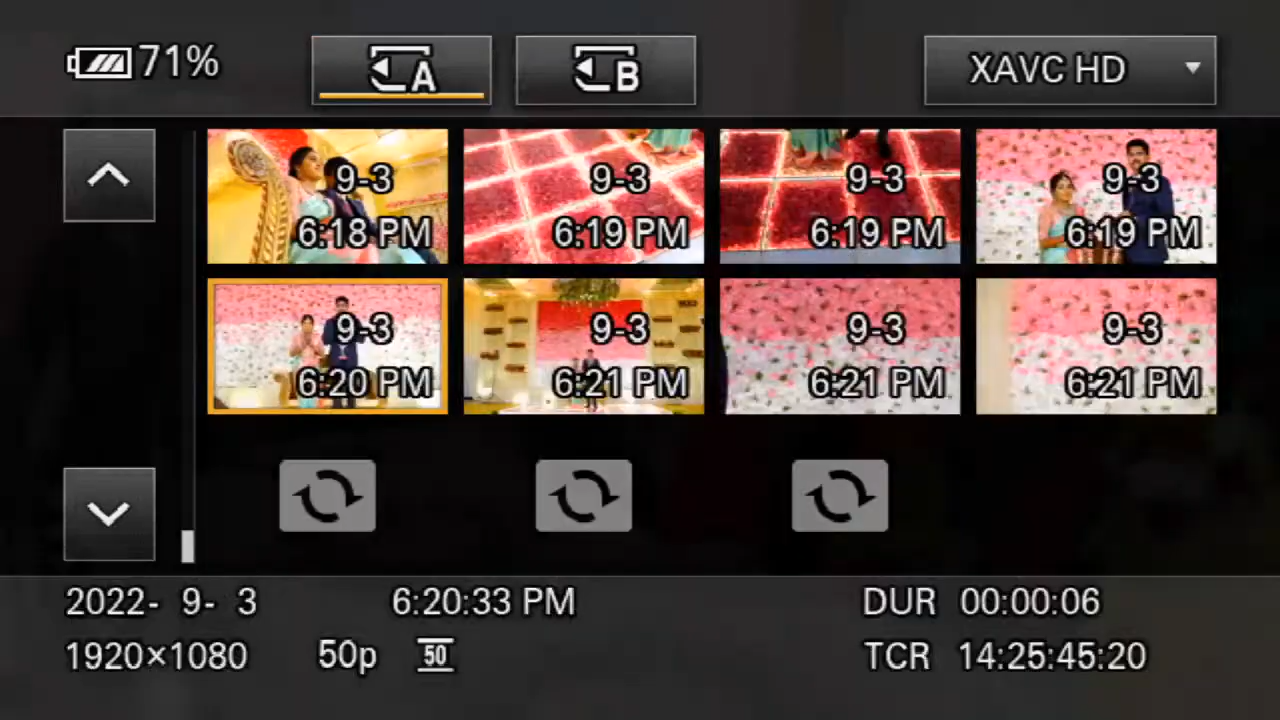 71%
A
B
XAVC HD
9-3
6:18 PM
9-3
6:19 PM
9-3
6:19 PM
9-3
6:19 PM
9-3
6:20 PM
9-3
6:21 PM
9-3
6:21 PM
9-3
6:21 PM
2022- 9- 3
6:20:33 PM
DUR 00:00:06
1920×1080
50p
50
TCR 14:25:45:20